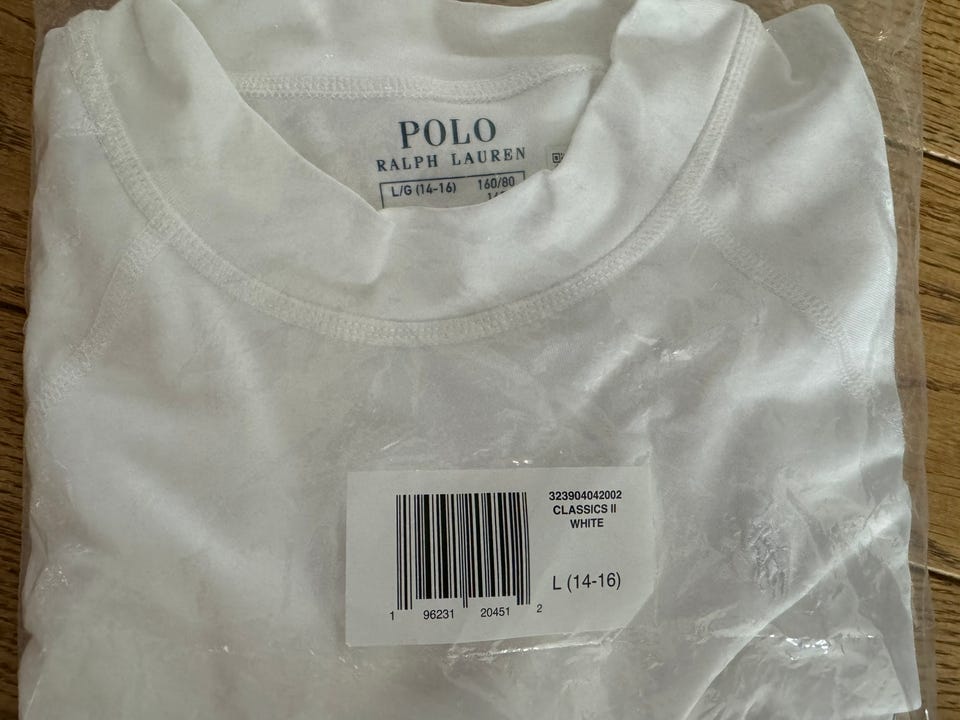 POLO
RALPH LAUREN
L/G (14-16) 160/80
323904042002
CLASSICS II
WHITE
L (14-16)
1 96231 20451 2